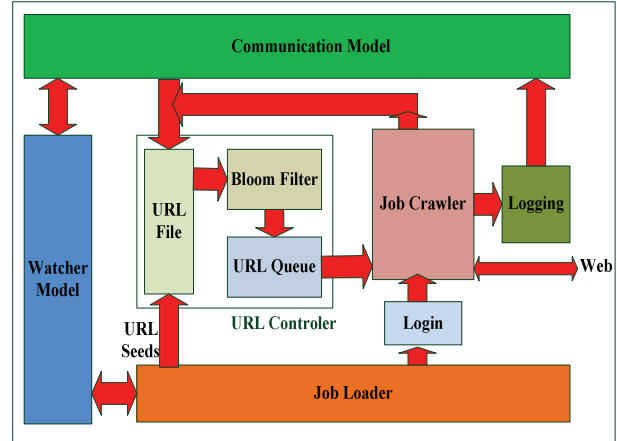 Communication Model
URL
File
Bloom Filter
URL Queue
Job Crawler
Logging
Watcher
Model
Web
URL Controler
URL
Seeds
Login
Job Loader